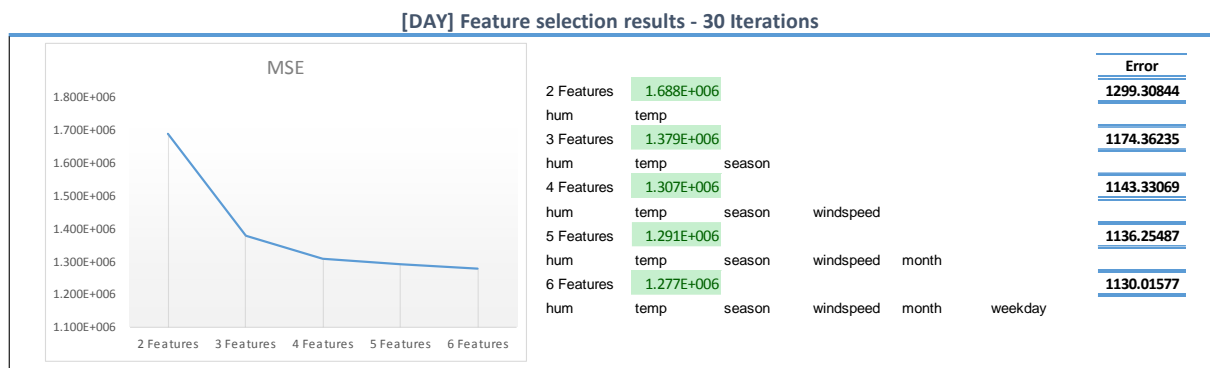 [DAY] Feature selection results - 30 Iterations
MSE
1.800E+006
1.700E+006
1.600E+006
1.500E+006
1.400E+006
1.300E+006
1.200E+006
1.100E+006
2 Features 3 Features 4 Features 5 Features 6 Features
Error
2 Features 1.688E+006 1299.30844
hum temp
3 Features 1.379E+006 1174.36235
hum temp season
4 Features 1.307E+006 1143.33069
hum temp season windspeed
5 Features 1.291E+006 1136.25487
hum temp season windspeed month
6 Features 1.277E+006 1130.01577
hum temp season windspeed month weekday